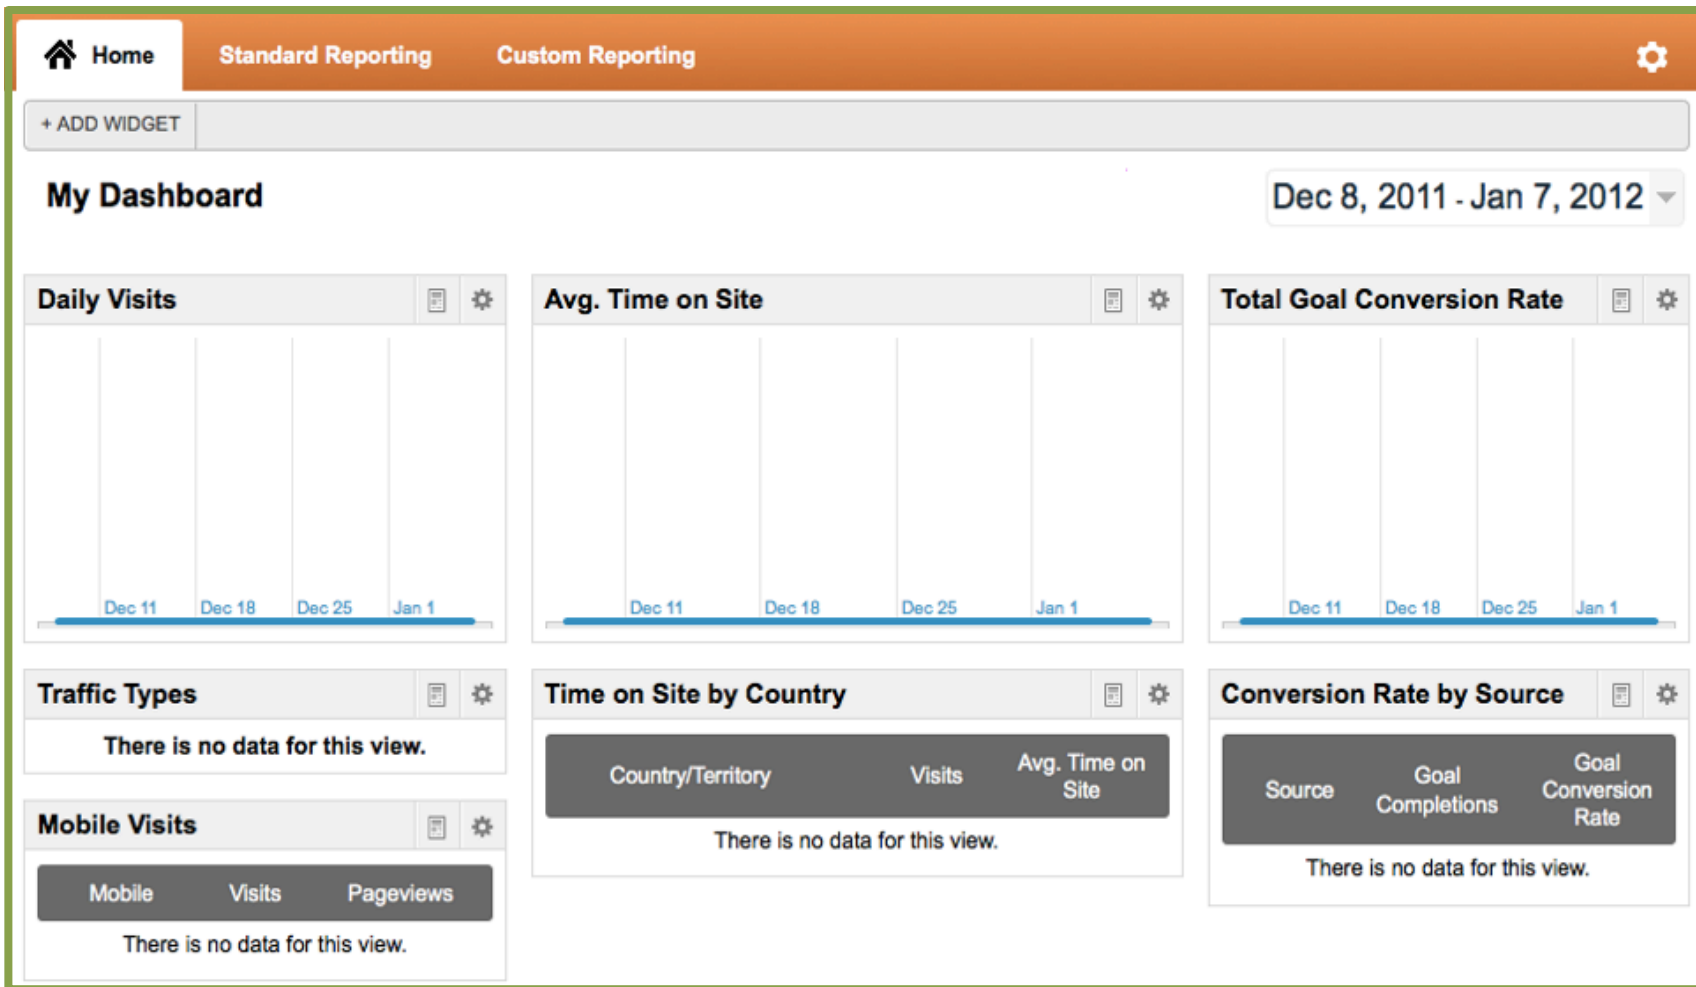 Home Standard Reporting Custom Reporting
+ ADD WIDGET
My Dashboard
Dec 8, 2011 - Jan 7, 2012
Daily Visits
Dec 11 Dec 18 Dec 25 Jan 1
Avg. Time on Site
Dec 11 Dec 18 Dec 25 Jan 1
Total Goal Conversion Rate
Dec 11 Dec 18 Dec 25 Jan 1
Traffic Types
There is no data for this view.
Mobile Visits
Mobile Visits Pageviews
There is no data for this view.
Time on Site by Country
Country/Territory Visits Avg. Time on
Site
There is no data for this view.
Conversion Rate by Source
Source Goal
Completions Goal
Conversion
Rate
There is no data for this view.